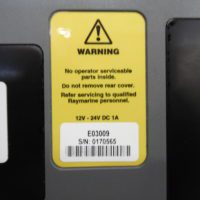 WARNING
No operator serviceable
parts inside.
Do not remove rear cover.
Refer servicing to qualified
Raymarine personnel.
12V - 24V DC 1A
E03009
S/N: 0170565